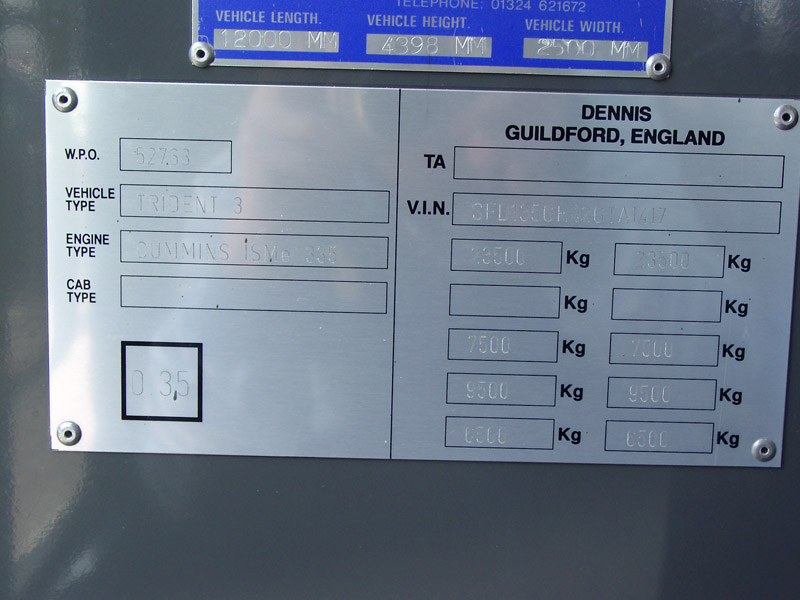 TELEPHONE: 01324 621672
VEHICLE LENGTH. VEHICLE HEIGHT. VEHICLE WIDTH.
12000 MM 4398 MM 2500 MM
DENNIS
GUILDFORD, ENGLAND
W.P.O. 52763
TA
VEHICLE TYPE TRIDENT 3
V.I.N.
ENGINE TYPE CUMMINS ISMe
CAB TYPE
23500 Kg 23500 Kg
Kg Kg
7500 Kg 7500 Kg
9500 Kg 9500 Kg
6500 Kg 6500 Kg
0.35